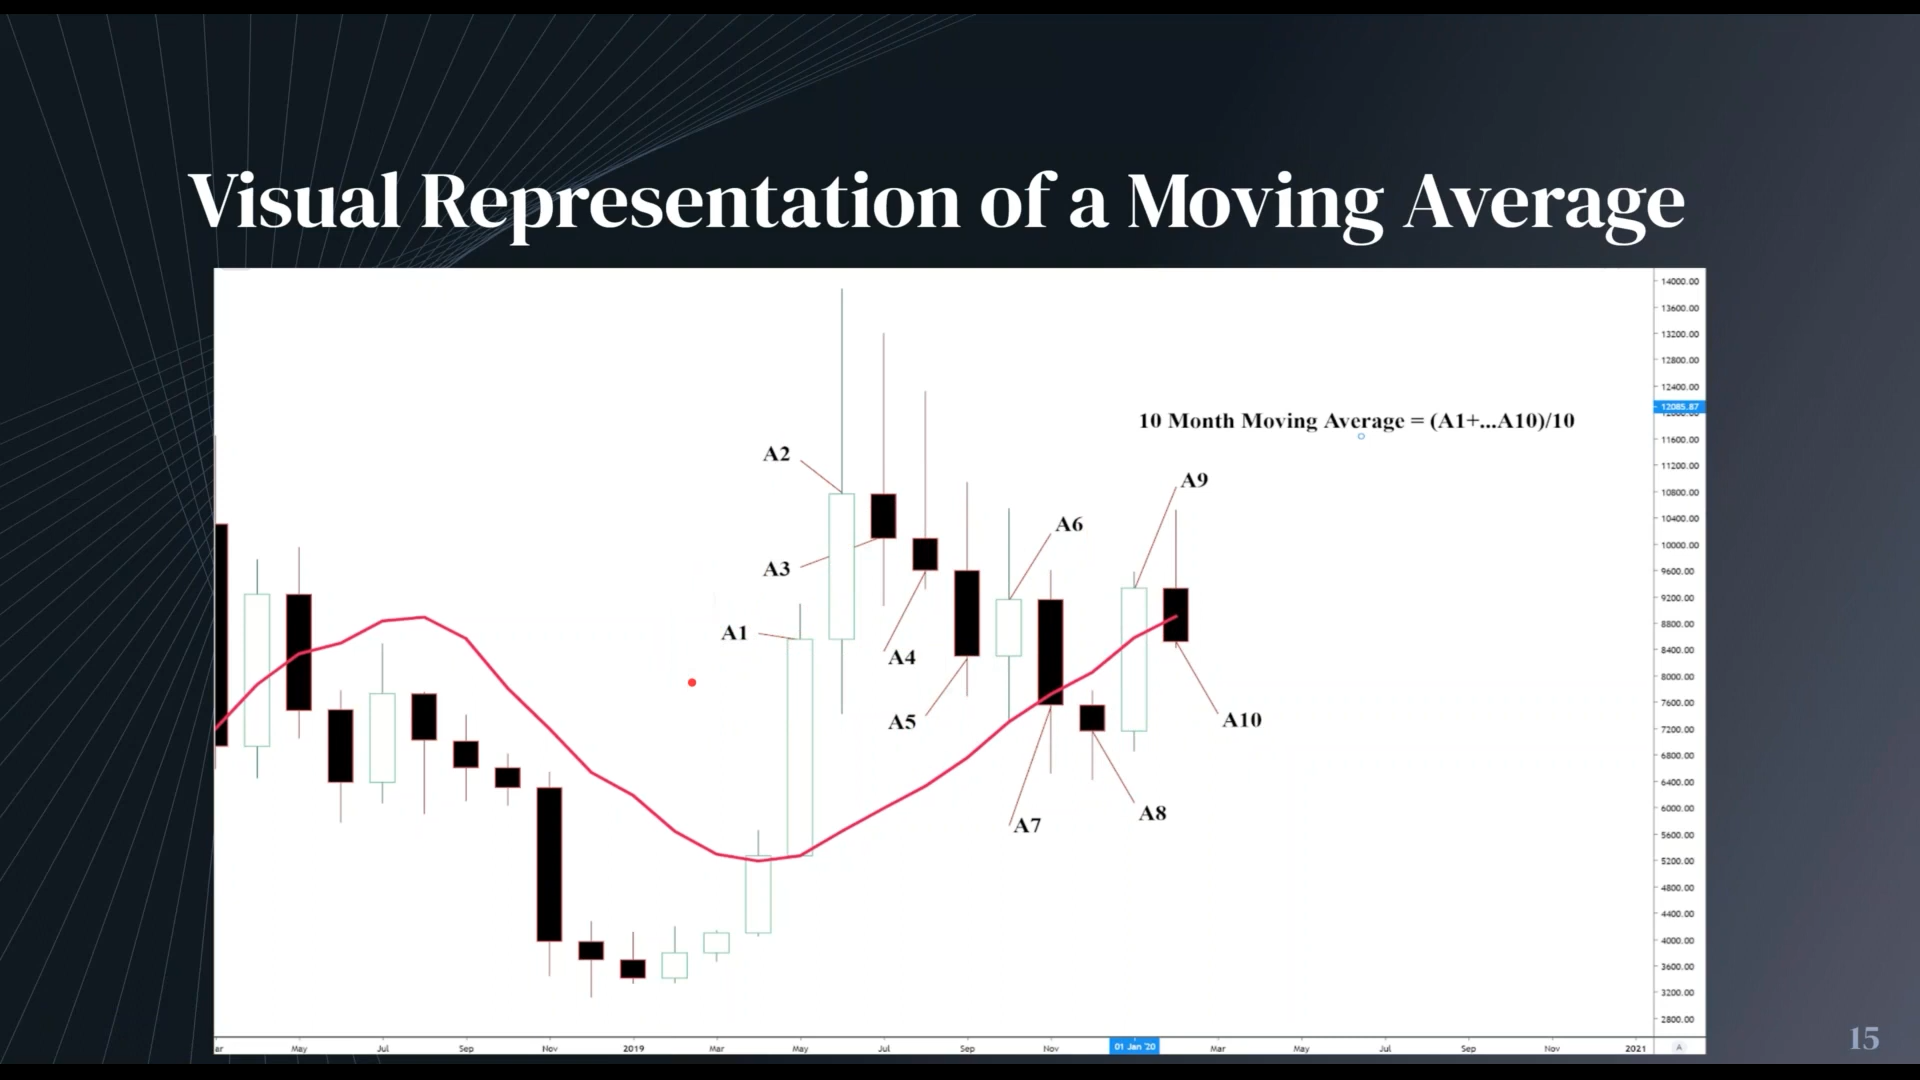 Visual Representation of a Moving Average
14000.00
13600.00
13200.00
12800.00
12400.00
12085.87
11600.00
11200.00
10800.00
10400.00
10000.00
9600.00
9200.00
8800.00
8400.00
8000.00
7600.00
7200.00
6800.00
6400.00
6000.00
5600.00
5200.00
4800.00
4400.00
4000.00
3600.00
3200.00
2800.00
10 Month Moving Average = (A1+...A10)/10
A2
A9
A6
A3
A1
A4
A5
A10
A8
A7
ar May Jul Sep Nov 2019 Mar May Jul Sep Nov 01 Jan '20 Mar May Jul Sep Nov 2021 A
15